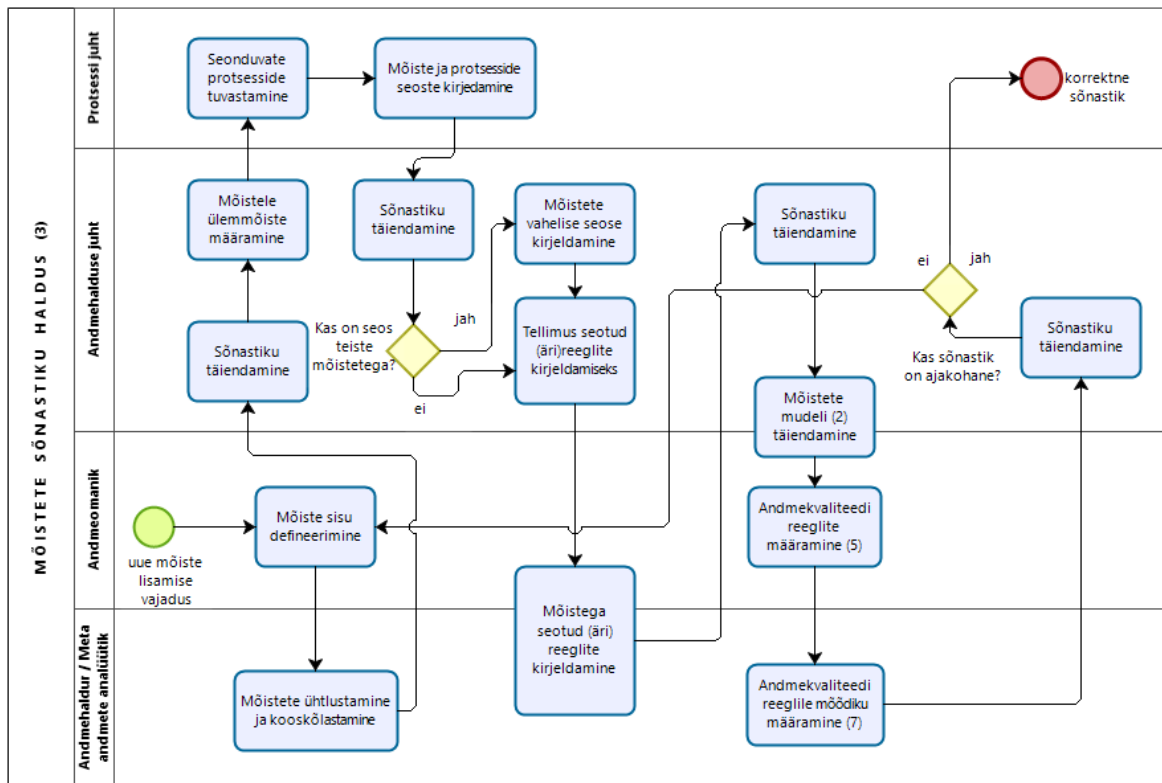 MÕISTETE SÕNASTIKU HALDUS (3)
Protsessi juht
Seonduvate
protsesside
tuvastamine
Mõiste ja protsesside
seoste kirjedamine
korrektne
sõnastik
Andmehalduse juht
Mõistele
ülemmõiste
määramine
Sõnastiku
täiendamine
Mõistete
vahelise seose
kirjeldamine
Sõnastiku
täiendamine
ei
jah
Sõnastiku
täiendamine
Kas on seos
teiste
mõistetega?
jah
ei
Tellimus seotud
(äri)reeglite
kirjeldamiseks
Kas sõnastik
on ajakohane?
Sõnastiku
täiendamine
Mõistete
mudeli (2)
täiendamine
Andmeomanik
uue mõiste
lisamise
vajadus
Mõiste sisu
defineerimine
Andmekvaliteedi
reeglite
määramine (5)
Andmehaldur / Meta
andmete analüütik
Mõistete ühtlustamine
ja kooskõlastamine
Mõistega
seotud (äri)
reeglite
kirjeldamine
Andmekvaliteedi
reeglile mõõdiku
määramine (7)